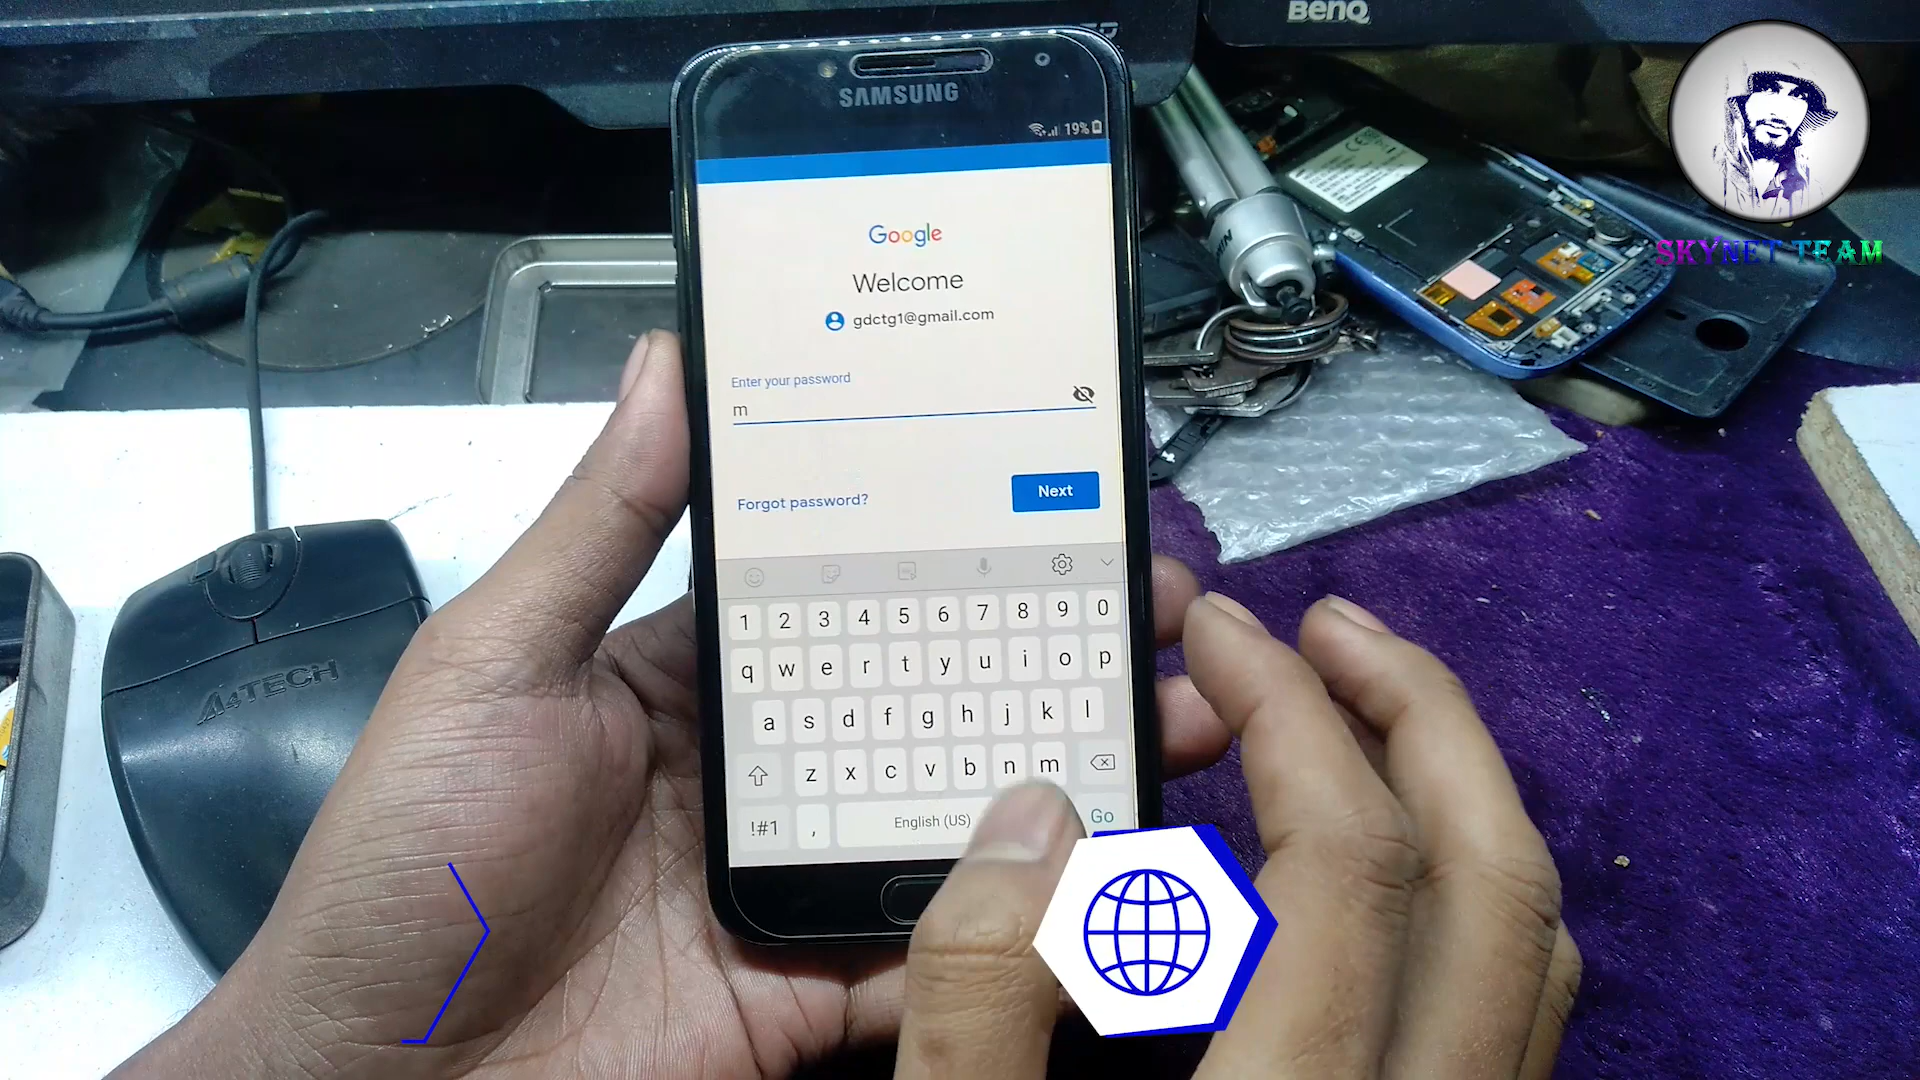 BenQ
SAMSUNG
19%
SKYNET TEAM
Google
Welcome
gdctg1@gmail.com
Enter your password
m
Forgot password?
Next
1 2 3 4 5 6 7 8 9 0
q w e r t y u i o p
a s d f g h j k l
z x c v b n m
!#1 , English (US) Go
A4TECH